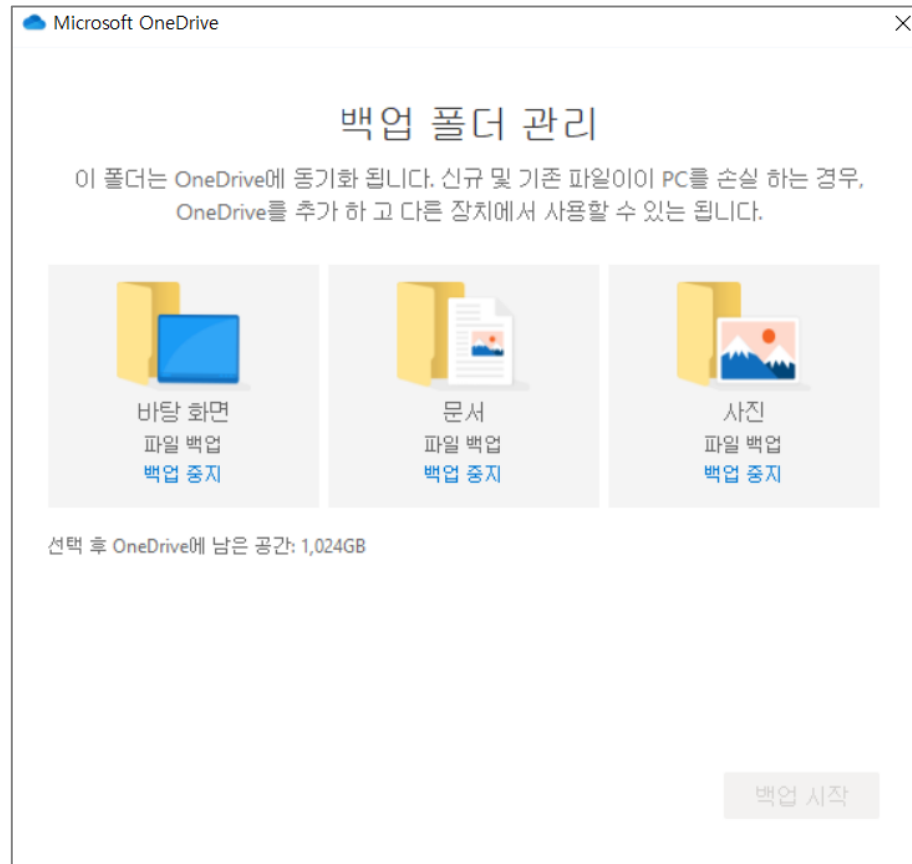 Microsoft OneDrive
백업 폴더 관리
이 폴더는 OneDrive에 동기화 됩니다. 신규 및 기존 파일이이 PC를 손실 하는 경우,
OneDrive를 추가 하 고 다른 장치에서 사용할 수 있는 됩니다.
바탕 화면
파일 백업
백업 중지
문서
파일 백업
백업 중지
사진
파일 백업
백업 중지
선택 후 OneDrive에 남은 공간: 1,024GB
백업 시작